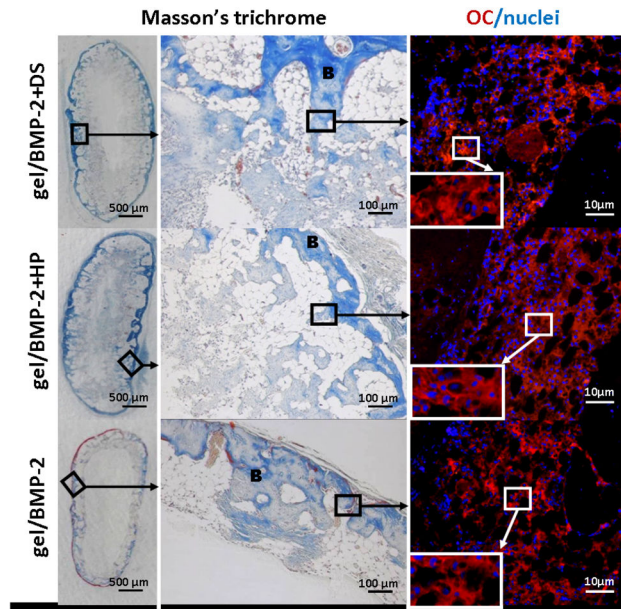 Masson's trichrome
OC/nuclei
gel/BMP-2+DS
B
500 µm
100 µm
10µm
gel/BMP-2+HP
B
500 µm
100 µm
10µm
gel/BMP-2
B
500 µm
100 µm
10µm